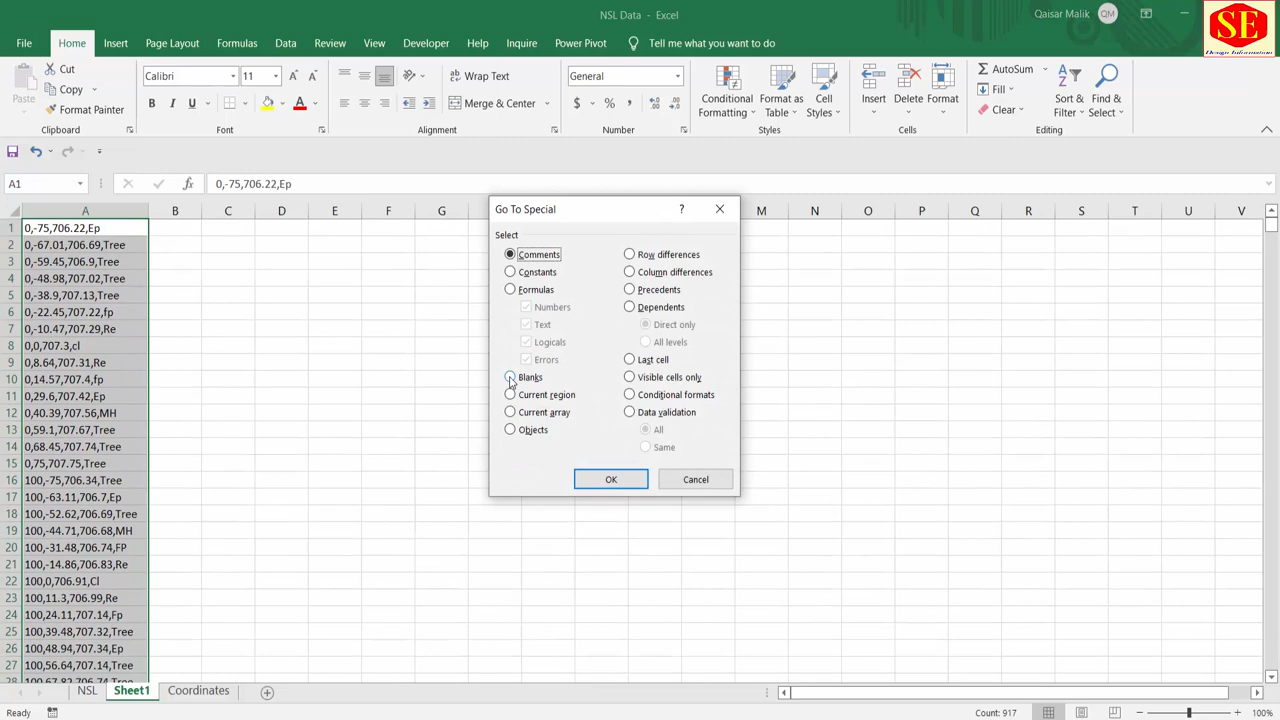 NSL Data - Excel
Qaisar Malik
QM
SE
Design Information
File Home Insert Page Layout Formulas Data Review View Developer Help Inquire Power Pivot Tell me what you want to do
Paste
Cut
Copy
Format Painter
Clipboard
Calibri 11
B I U
A A
A
Font
Wrap Text
Merge & Center
Alignment
General
$ % ,
Number
Conditional Formatting
Format as Table
Cell Styles
Styles
Insert
Delete
Format
Cells
AutoSum
Fill
Clear
Sort & Filter
Find & Select
Editing
A1
fx
0,-75,706.22,Ep
A B C D E F G M N O P Q R S T U V
1 0,-75,706.22,Ep
2 0,-67.01,706.69,Tree
3 0,-59.45,706.9,Tree
4 0,-48.98,707.02,Tree
5 0,-38.9,707.13,Tree
6 0,-22.45,707.22,fp
7 0,-10.47,707.29,Re
8 0,0,707.3,cl
9 0,8.64,707.31,Re
10 0,14.57,707.4,fp
11 0,29.6,707.42,Ep
12 0,40.39,707.56,MH
13 0,59.1,707.67,Tree
14 0,68.45,707.74,Tree
15 0,75,707.75,Tree
16 100,-75,706.34,Tree
17 100,-63.11,706.7,Ep
18 100,-52.62,706.69,Tree
19 100,-44.71,706.68,MH
20 100,-31.48,706.74,FP
21 100,-14.86,706.83,Re
22 100,0,706.91,Cl
23 100,11.3,706.99,Re
24 100,24.11,707.14,Fp
25 100,39.48,707.32,Tree
26 100,48.94,707.34,Ep
27 100,56.64,707.14,Tree
28 100,67.82,706.74,Tree
Go To Special
?
Select
Comments
Constants
Formulas
Numbers
Text
Logicals
Errors
Blanks
Current region
Current array
Objects
Row differences
Column differences
Precedents
Dependents
Direct only
All levels
Last cell
Visible cells only
Conditional formats
Data validation
All
Same
OK
Cancel
NSL Sheet1 Coordinates
Ready
Count: 917
100%